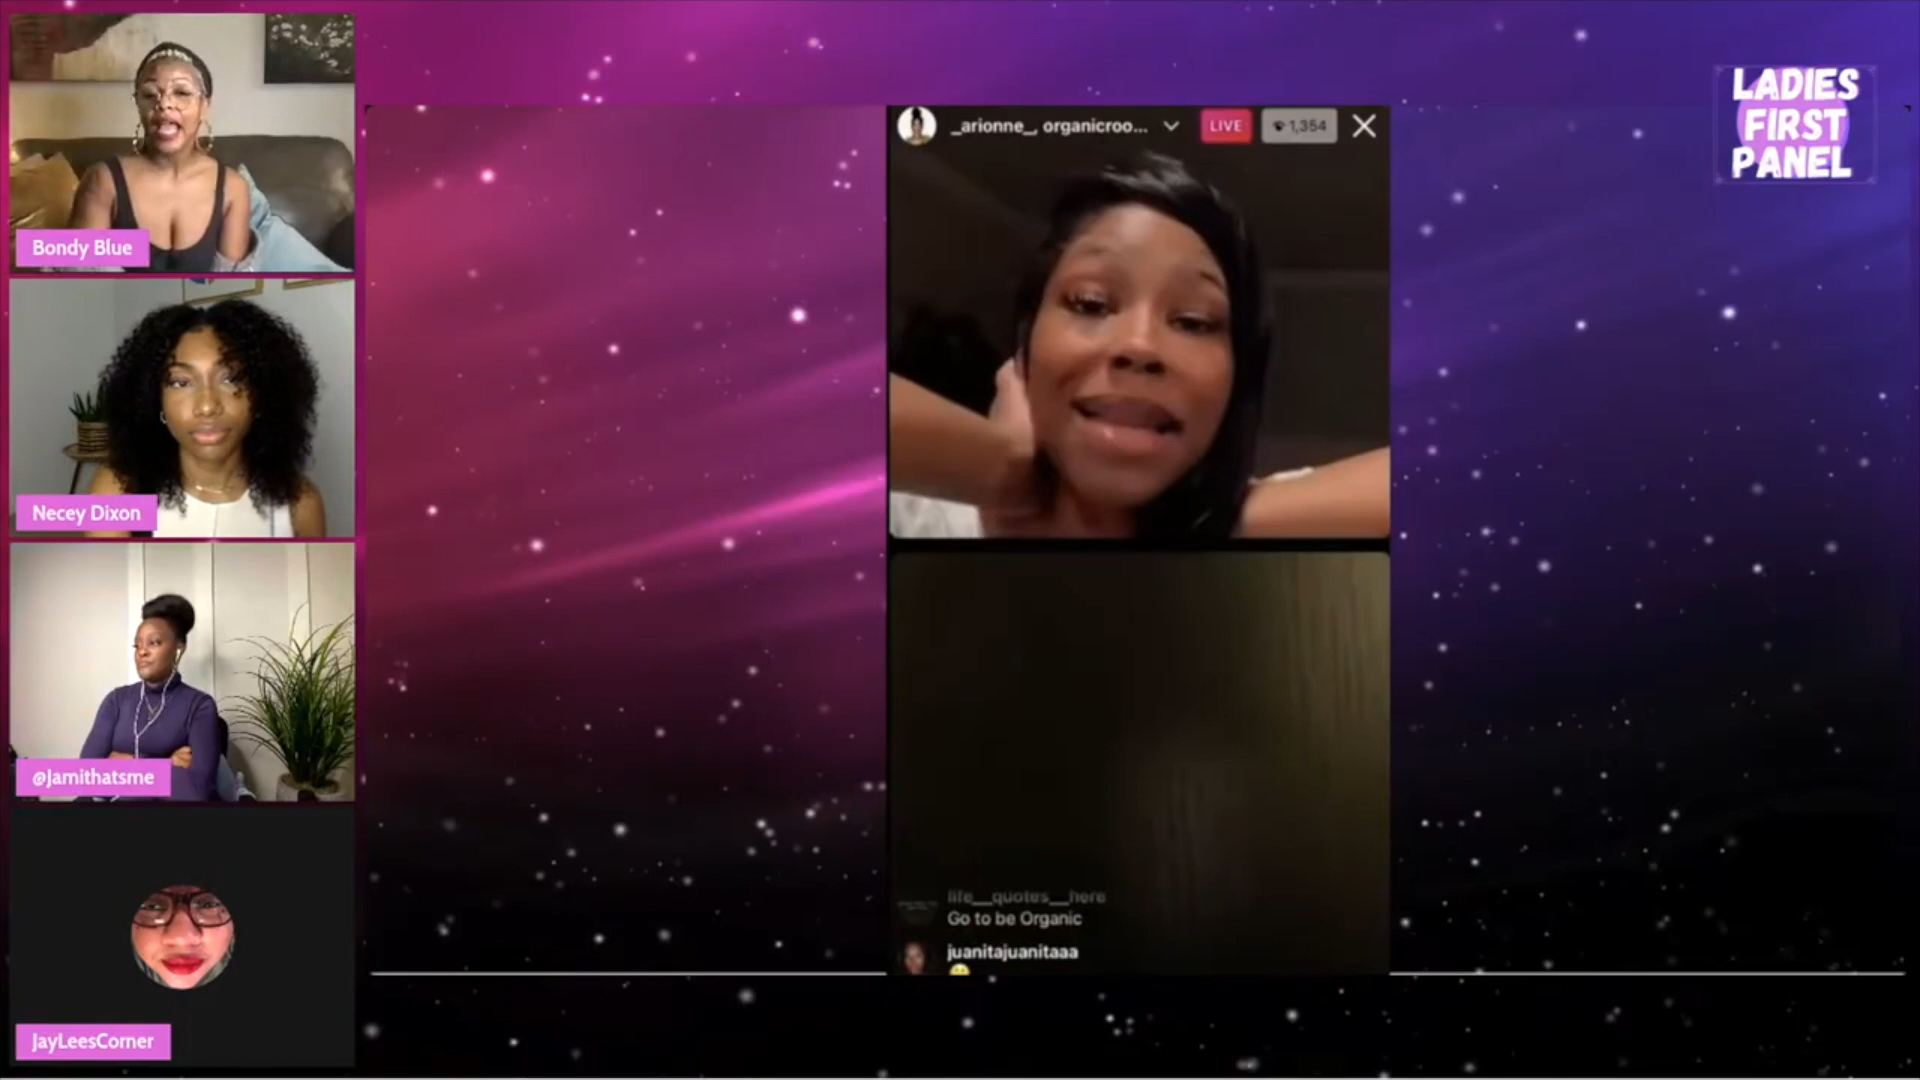 Bondy Blue
Necey Dixon
@Jamithatsme
JayLeesCorner
_arionne_, organicroo...
LIVE
1,354
life__quotes__here
Go to be Organic
juanitajuanitaaa
LADIES
FIRST
PANEL